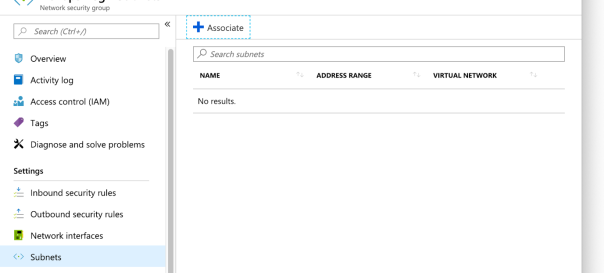 Network security group
Search (Ctrl+/)
«
Overview
Activity log
Access control (IAM)
Tags
Diagnose and solve problems
Settings
Inbound security rules
Outbound security rules
Network interfaces
Subnets
Associate
Search subnets
NAME ADDRESS RANGE VIRTUAL NETWORK
No results.